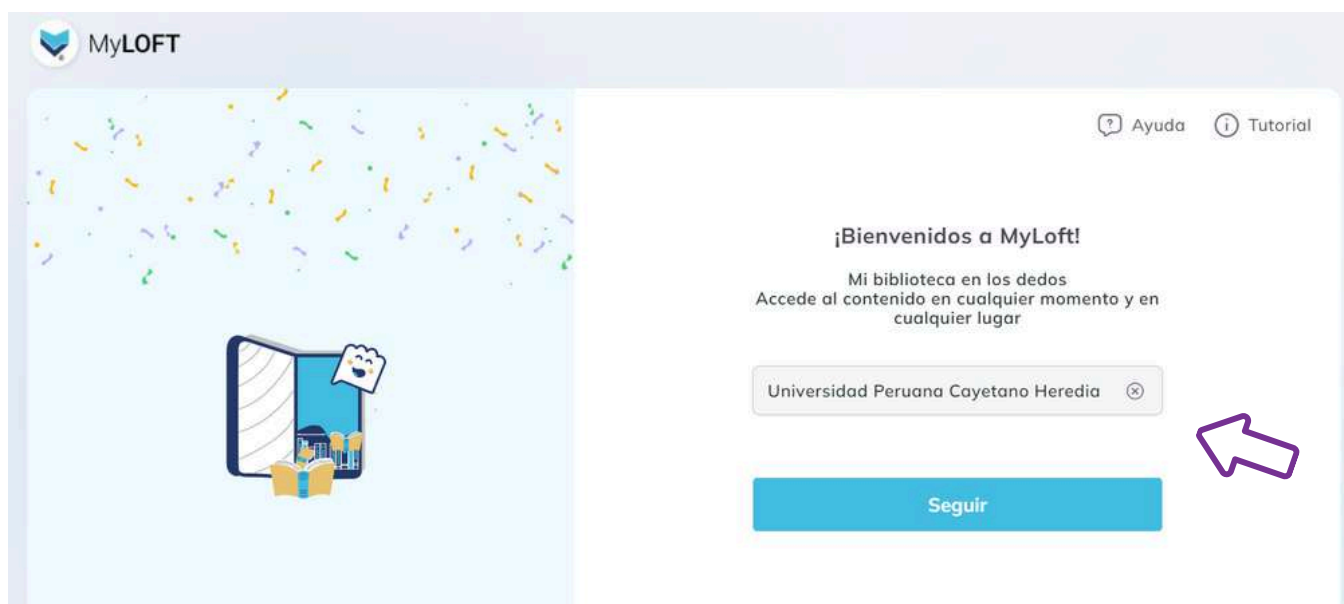 MyLOFT
Ayuda
Tutorial
¡Bienvenidos a MyLoft!
Mi biblioteca en los dedos
Accede al contenido en cualquier momento y en
cualquier lugar
Universidad Peruana Cayetano Heredia
Seguir